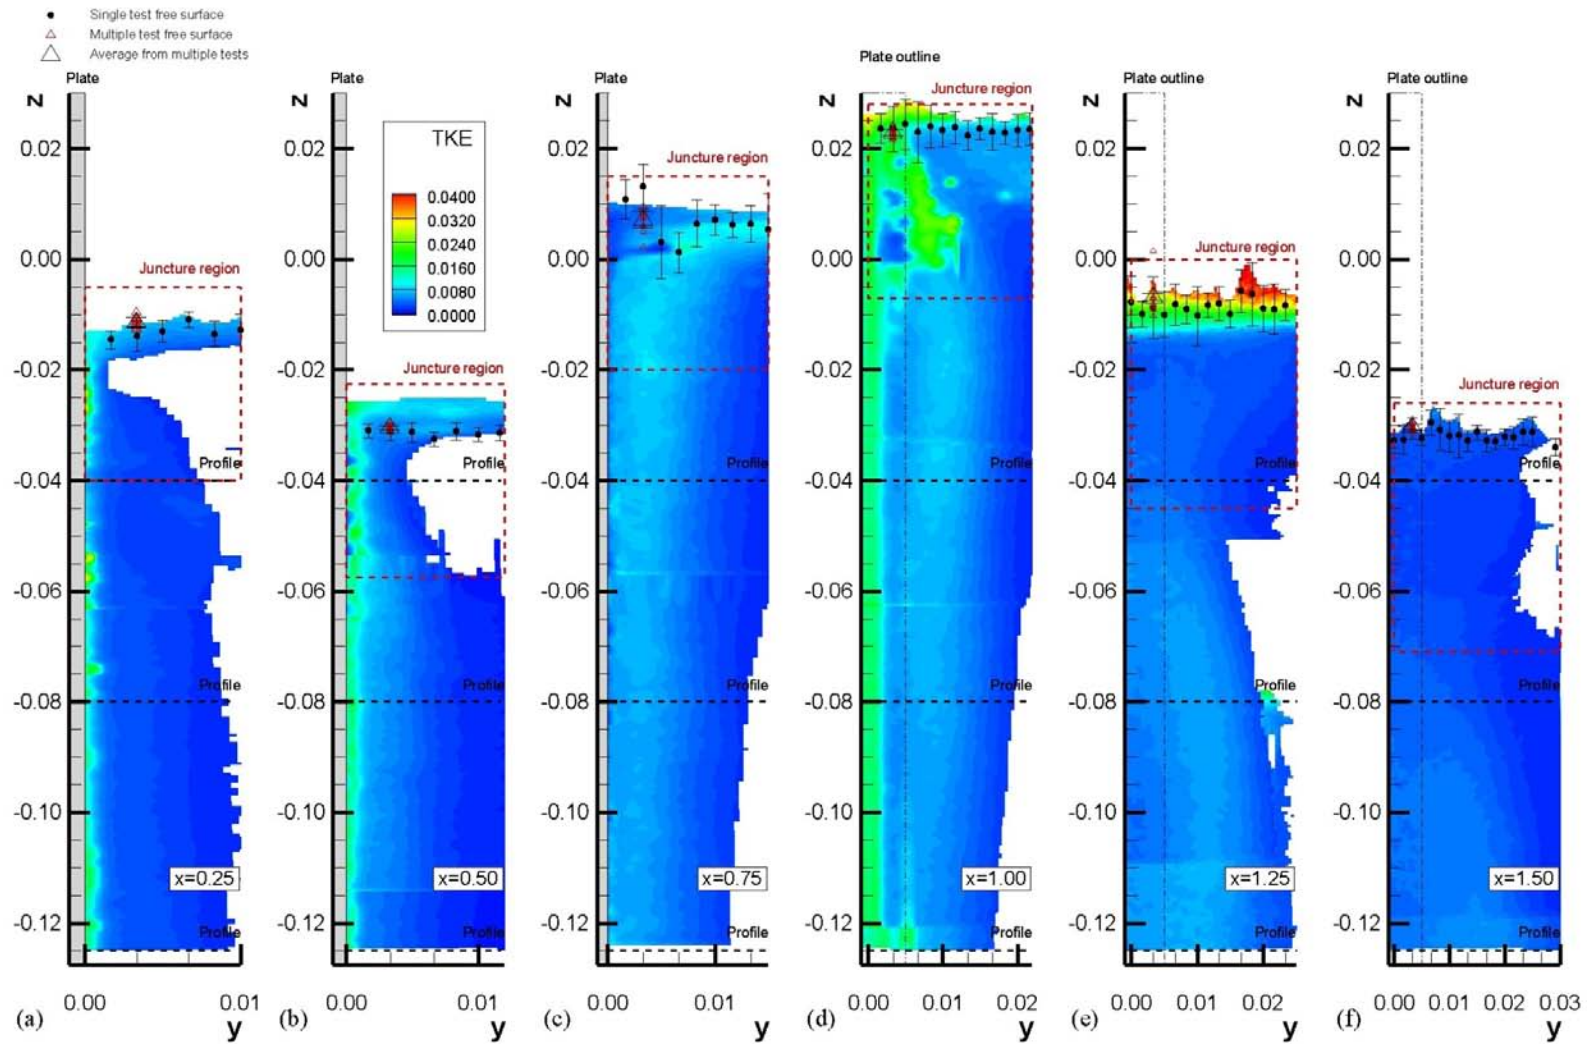 Single test free surface
Multiple test free surface
Average from multiple tests
Plate
z
0.02
0.00
-0.02
-0.04
-0.06
-0.08
-0.10
-0.12
Juncture region
Profile
Profile
Profile
x=0.25
0.00 0.01
(a) y
Plate
z
0.02
0.00
-0.02
-0.04
-0.06
-0.08
-0.10
-0.12
TKE
0.0400
0.0320
0.0240
0.0160
0.0080
0.0000
Juncture region
Profile
Profile
Profile
x=0.50
0.00 0.01
(b) y
Plate
z
0.02
0.00
-0.02
-0.04
-0.06
-0.08
-0.10
-0.12
Juncture region
Profile
Profile
Profile
x=0.75
0.00 0.01
(c) y
Plate outline
z
0.02
0.00
-0.02
-0.04
-0.06
-0.08
-0.10
-0.12
Juncture region
Profile
Profile
Profile
x=1.00
0.00 0.01 0.02
(d) y
Plate outline
z
0.02
0.00
-0.02
-0.04
-0.06
-0.08
-0.10
-0.12
Juncture region
Profile
Profile
Profile
x=1.25
0.00 0.01 0.02
(e) y
Plate outline
z
0.02
0.00
-0.02
-0.04
-0.06
-0.08
-0.10
-0.12
Juncture region
Profile
Profile
Profile
x=1.50
0.00 0.01 0.02 0.03
(f) y